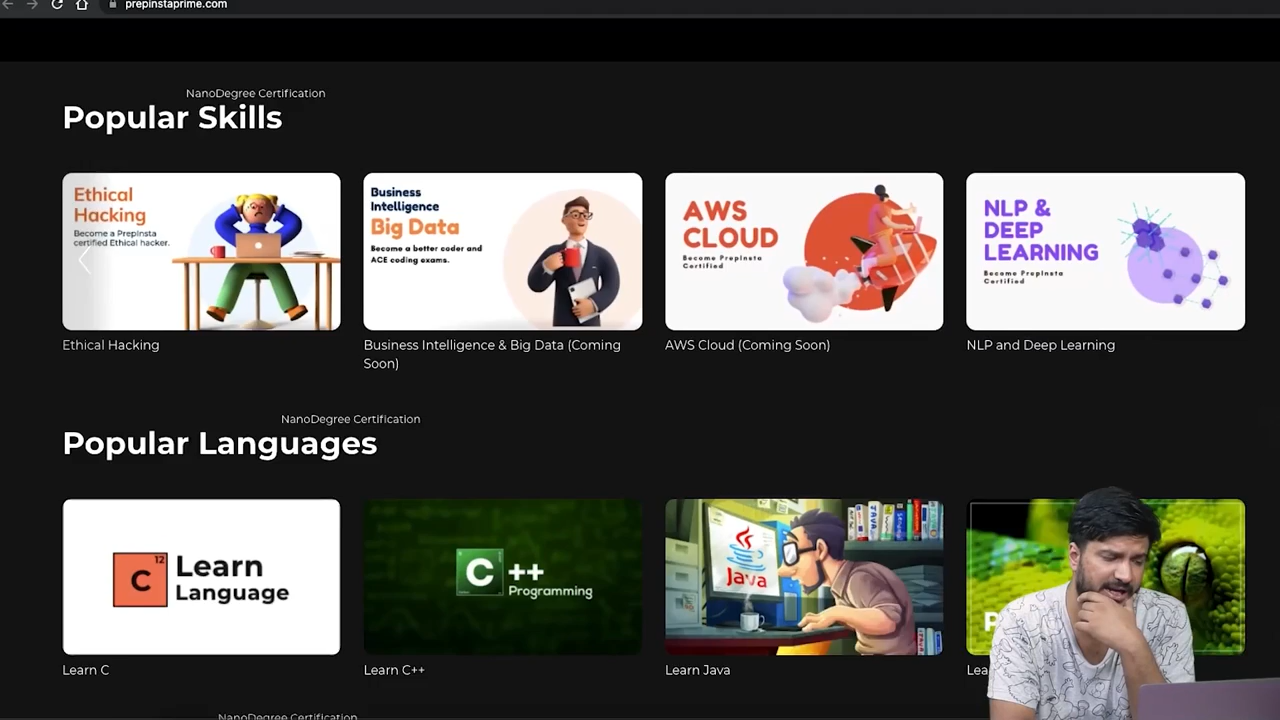 prepinstaprime.com
NanoDegree Certification
Popular Skills
Ethical
Hacking
Become a PrepInsta
certified Ethical hacker.
Ethical Hacking
Business
Intelligence
Big Data
Become a better coder and
ACE coding exams.
Business Intelligence & Big Data (Coming
Soon)
AWS
CLOUD
Become PrepInsta
Certified
AWS Cloud (Coming Soon)
NLP &
DEEP
LEARNING
Become PrepInsta
Certified
NLP and Deep Learning
NanoDegree Certification
Popular Languages
C 12
Learn
Language
Learn C
C ++
Programming
Learn C++
Java
JAVA
Learn Java
P
Lea
NanoDegree Certification